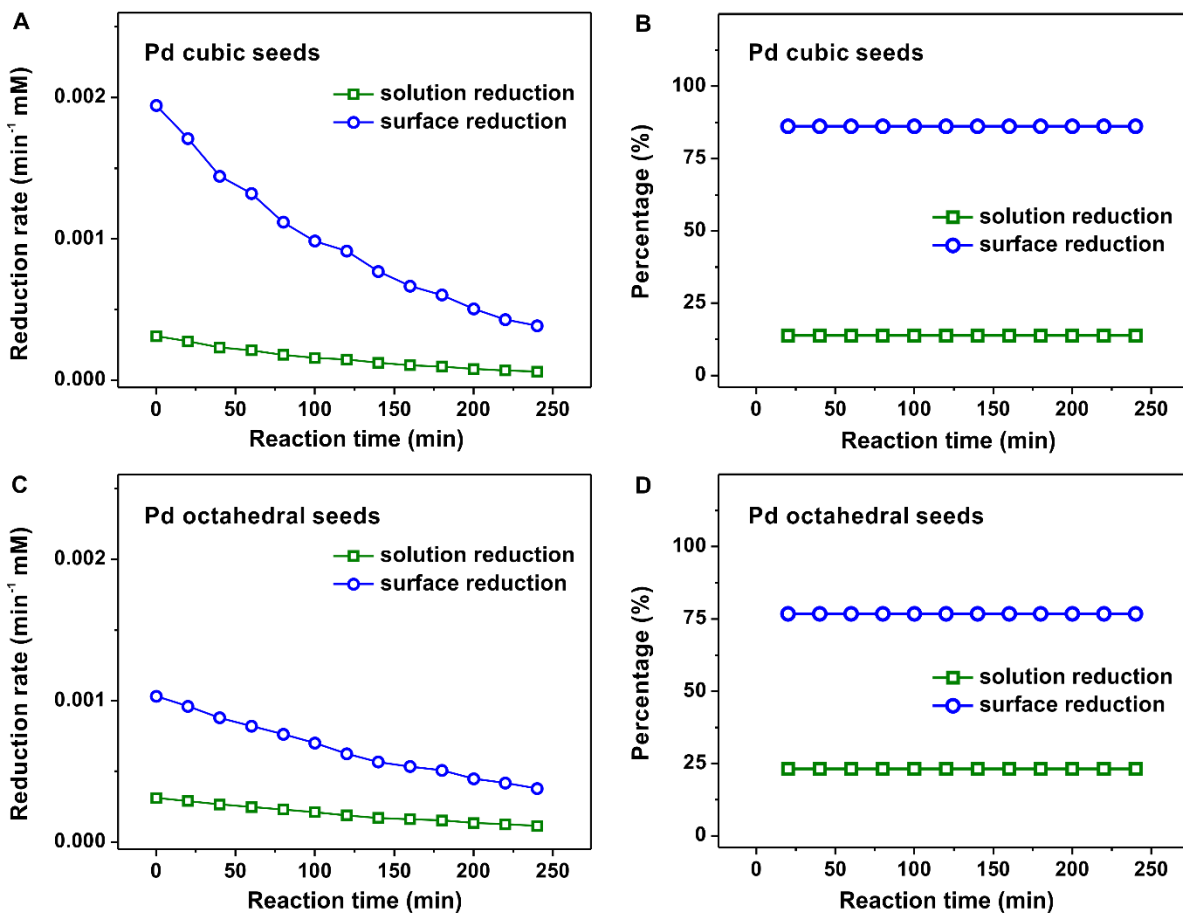 A
Pd cubic seeds
solution reduction
surface reduction
Reduction rate (min⁻¹ mM)
0.002
0.001
0.000
0 50 100 150 200 250
Reaction time (min)
B
Pd cubic seeds
solution reduction
surface reduction
Percentage (%)
100
75
50
25
0
0 50 100 150 200 250
Reaction time (min)
C
Pd octahedral seeds
solution reduction
surface reduction
Reduction rate (min⁻¹ mM)
0.002
0.001
0.000
0 50 100 150 200 250
Reaction time (min)
D
Pd octahedral seeds
solution reduction
surface reduction
Percentage (%)
100
75
50
25
0
0 50 100 150 200 250
Reaction time (min)